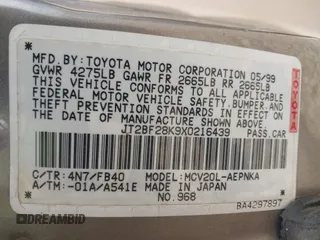 MFD.BY:TOYOTA MOTOR CORPORATION 05/99
GVWR 4275LB GAWR FR 2665LB RR 2665LB
THIS VEHICLE CONFORMS TO ALL APPLICABLE
FEDERAL MOTOR VEHICLE SAFETY,BUMPER,AND
THEFT PREVENTION STANDARDS IN EFFECT ON
THE DATE OF MANUFACTURE SHOWN ABOVE.
JT2BF28K9X0216439 PASS.CAR
TOYOTA
C/TR:4N7/FB40 MODEL:MCV20L-AEPNKA
A/TM:-01A/A541E MADE IN JAPAN
NO.968
BA4297897
DREAMBID